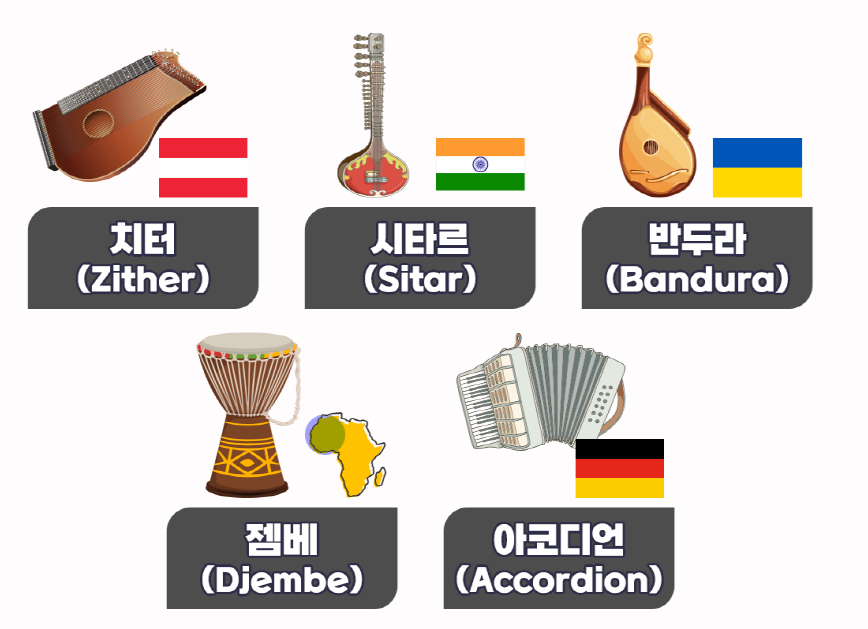 치터
(Zither)
시타르
(Sitar)
반두라
(Bandura)
젬베
(Djembe)
아코디언
(Accordion)